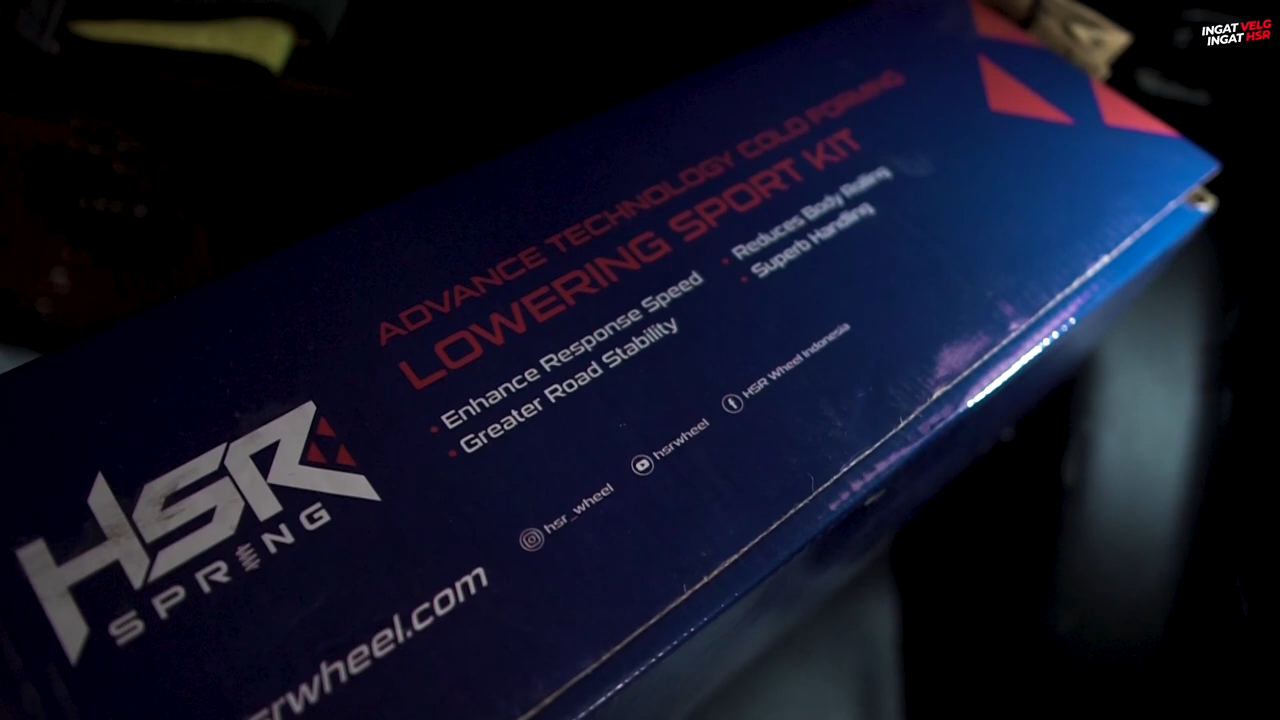 INGAT VELG
INGAT HSR
ADVANCE TECHNOLOGY COLD FORMING
LOWERING SPORT KIT
• Enhance Response Speed
• Greater Road Stability
• Reduces Body Rolling
• Superb Handling
HSR
SPRING
hsr_wheel
hsrwheel
HSR Wheel Indonesia
srwheel.com